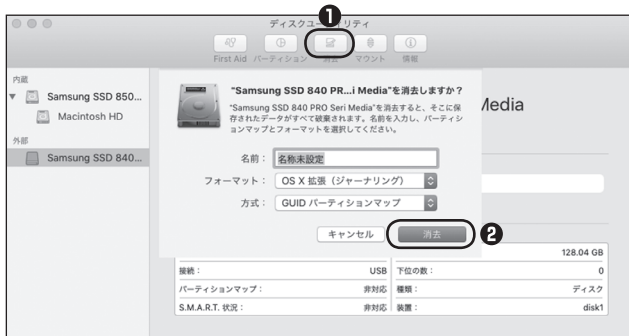 ❶
ディスクユーティリティ
First Aid パーティション 消去 マウント 情報
内蔵
Samsung SSD 850...
Macintosh HD
外部
Samsung SSD 840...
Media
"Samsung SSD 840 PR...i Media"を消去しますか？
"Samsung SSD 840 PRO Seri Media"を消去すると、そこに保
存されたデータがすべて破棄されます。名前を入力し、パーティシ
ョンマップとフォーマットを選択してください。
名前： 名称未設定
フォーマット： OS X 拡張（ジャーナリング）
方式： GUID パーティションマップ
キャンセル 消去 ❷
128.04 GB
接続： USB 下位の数： 0
パーティションマップ： 非対応 種類： ディスク
S.M.A.R.T. 状況： 非対応 装置： disk1